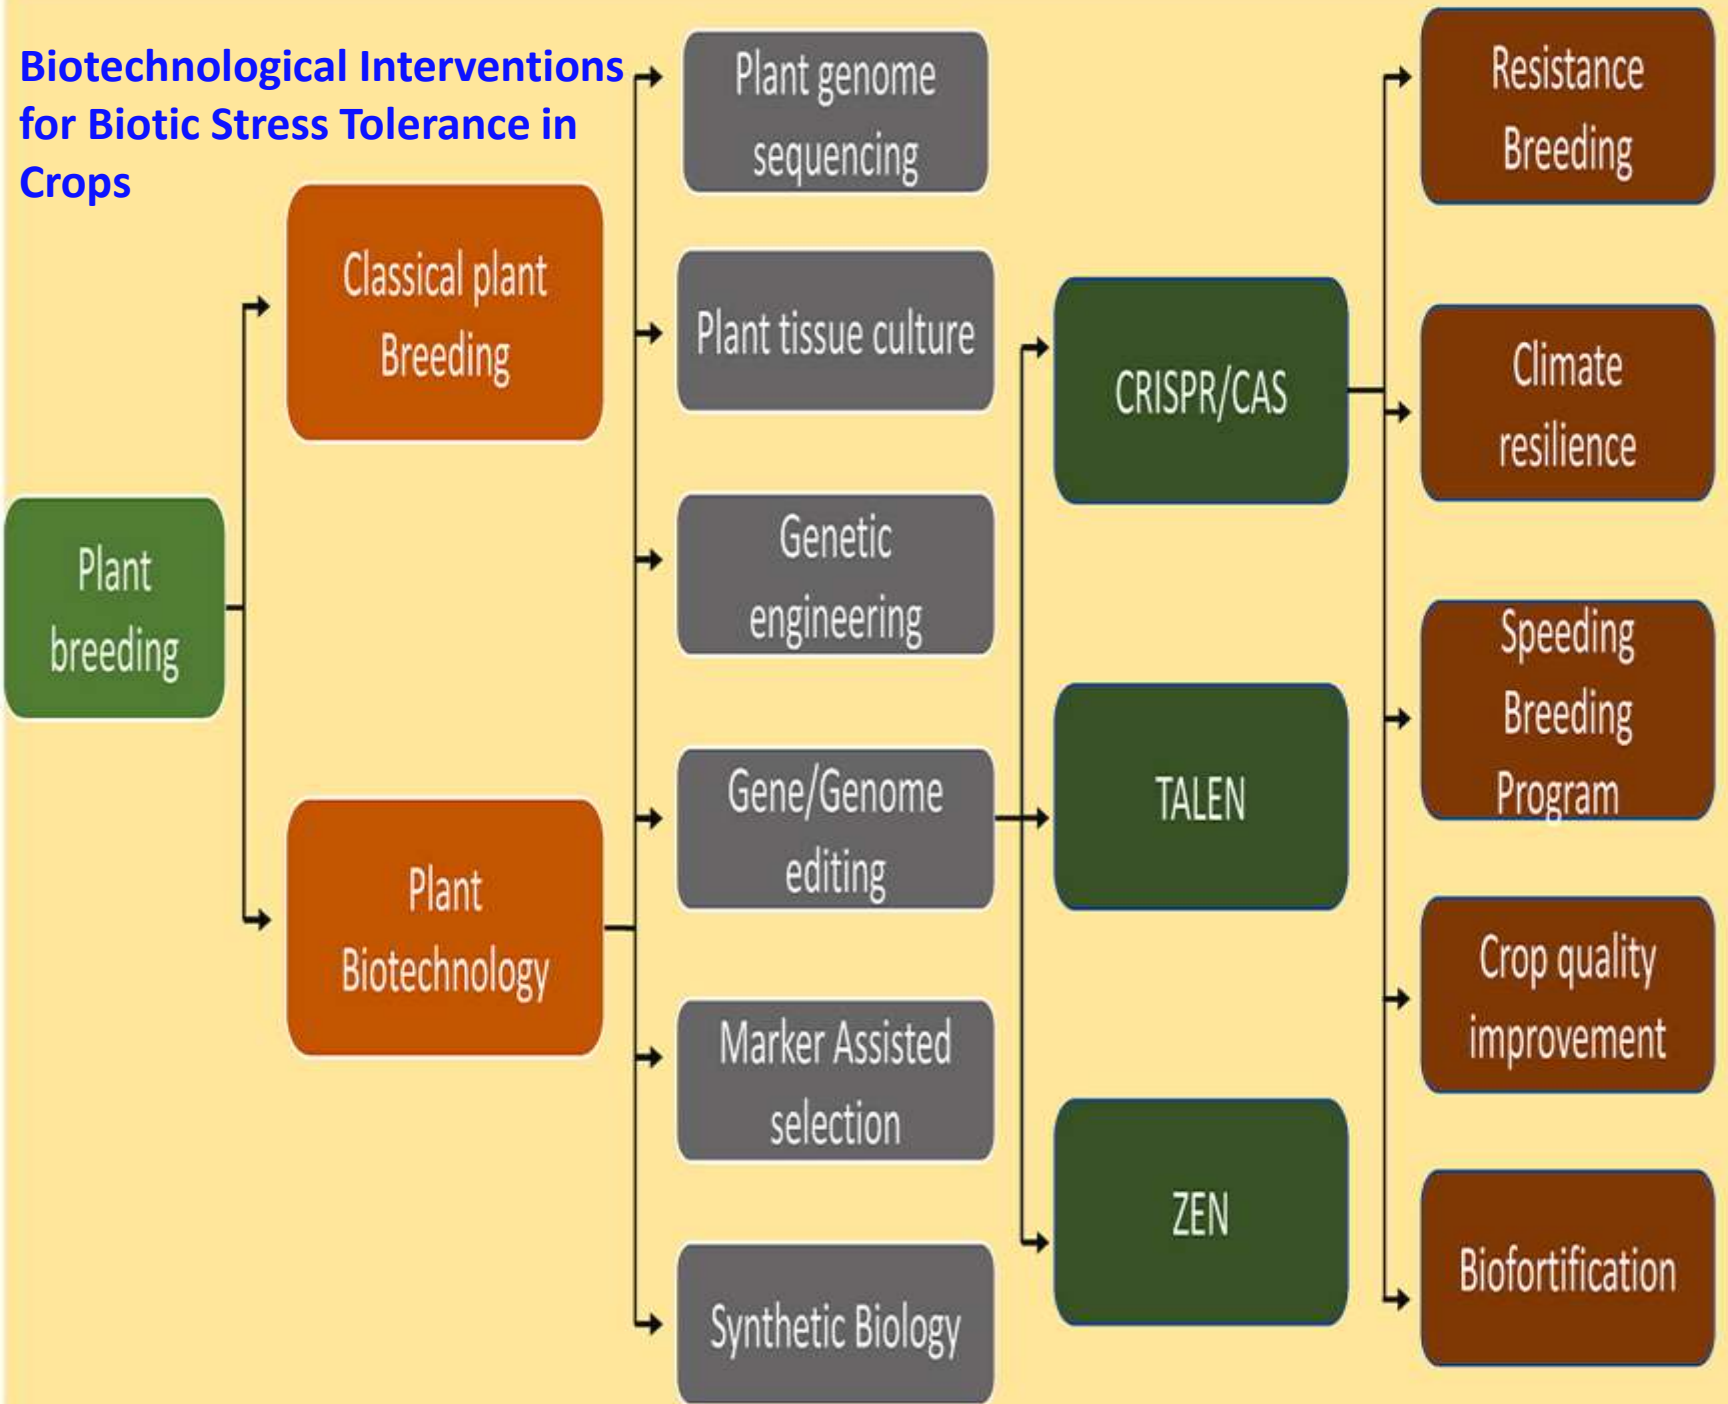 Biotechnological Interventions
for Biotic Stress Tolerance in
Crops
Plant
breeding
Classical plant
Breeding
Plant
Biotechnology
Plant genome
sequencing
Plant tissue culture
Genetic
engineering
Gene/Genome
editing
Marker Assisted
selection
Synthetic Biology
CRISPR/CAS
TALEN
ZEN
Resistance
Breeding
Climate
resilience
Speeding
Breeding
Program
Crop quality
improvement
Biofortification